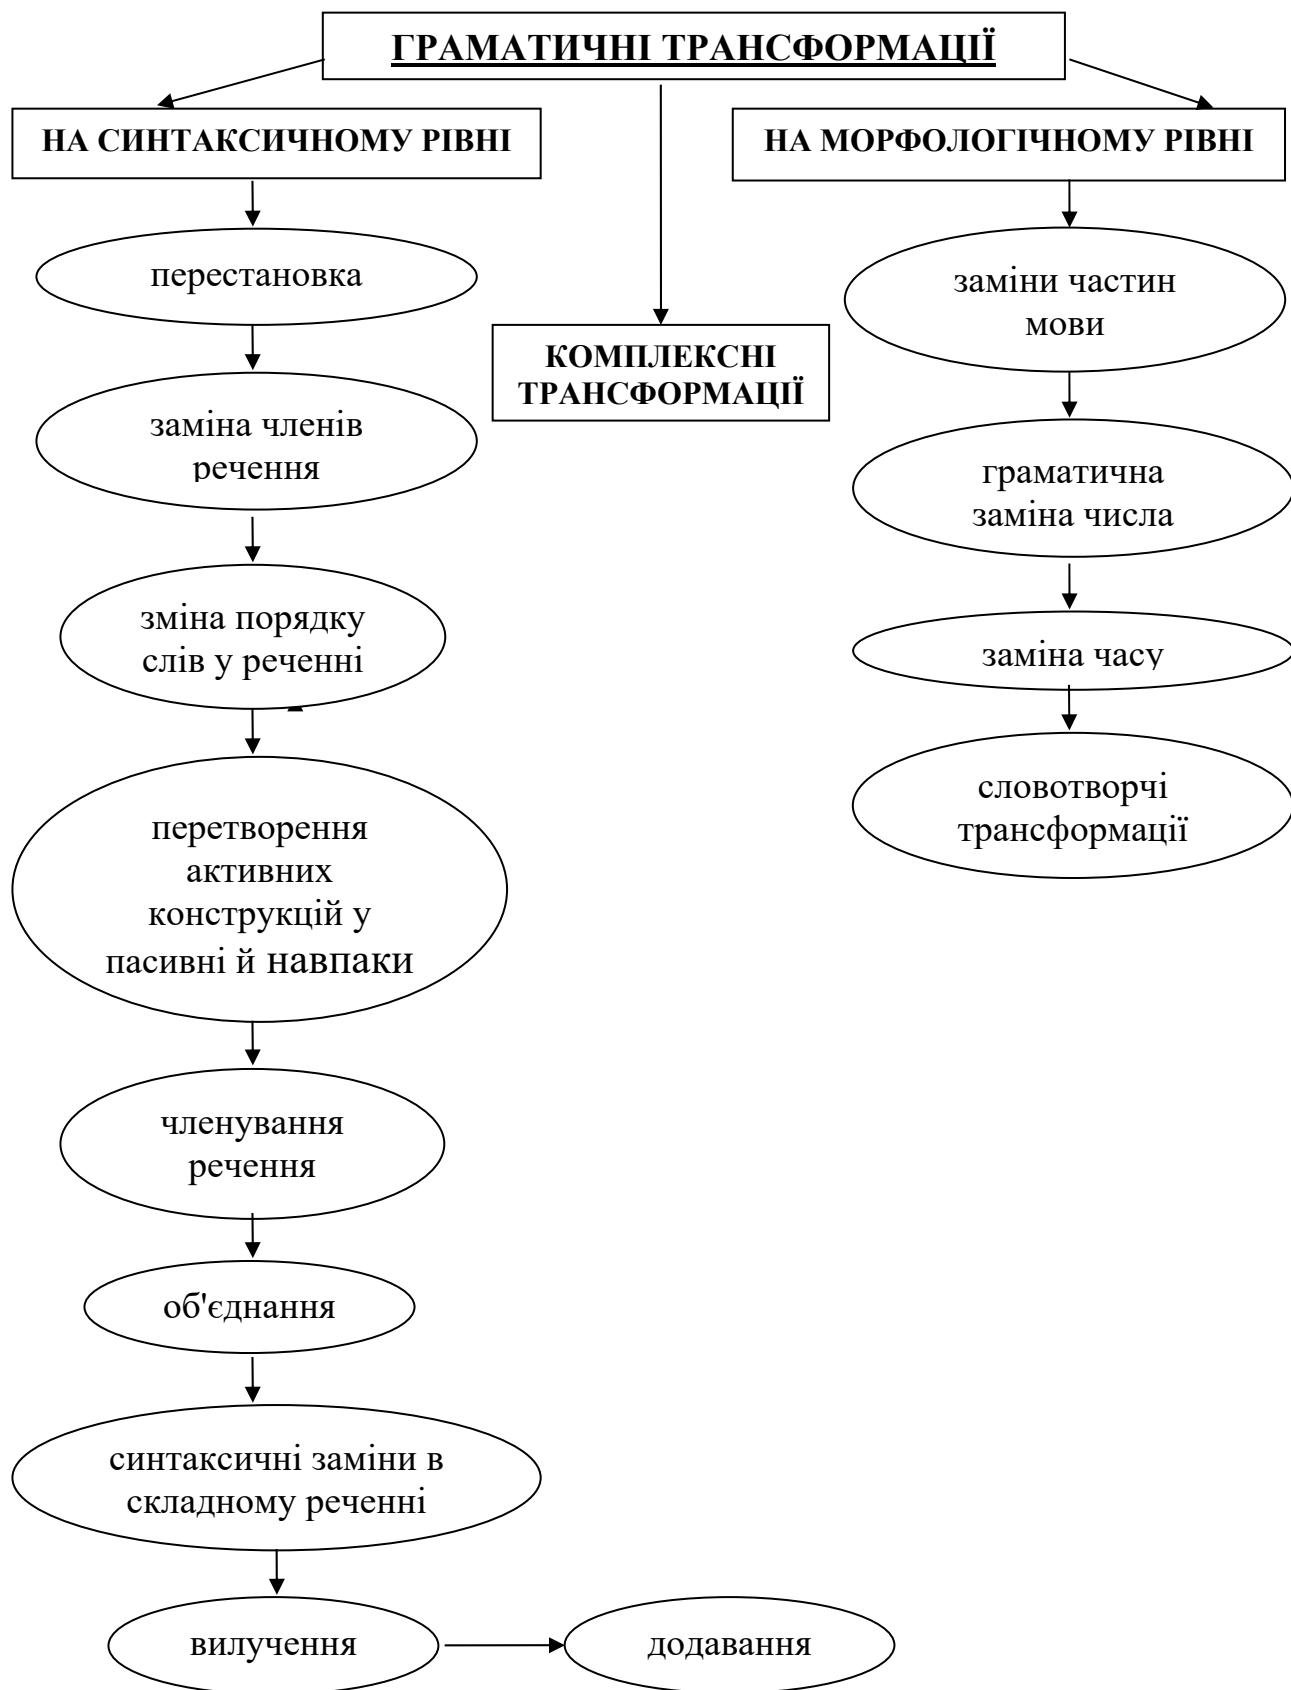 ГРАМАТИЧНІ ТРАНСФОРМАЦІЇ
НА СИНТАКСИЧНОМУ РІВНІ
НА МОРФОЛОГІЧНОМУ РІВНІ
перестановка
заміна членів
речення
зміна порядку
слів у реченні
перетворення
активних
конструкцій у
пасивні й навпаки
членування
речення
об'єднання
синтаксичні заміни в
складному реченні
вилучення
додавання
КОМПЛЕКСНІ
ТРАНСФОРМАЦІЇ
заміни частин
мови
граматична
заміна числа
заміна часу
словотворчі
трансформації